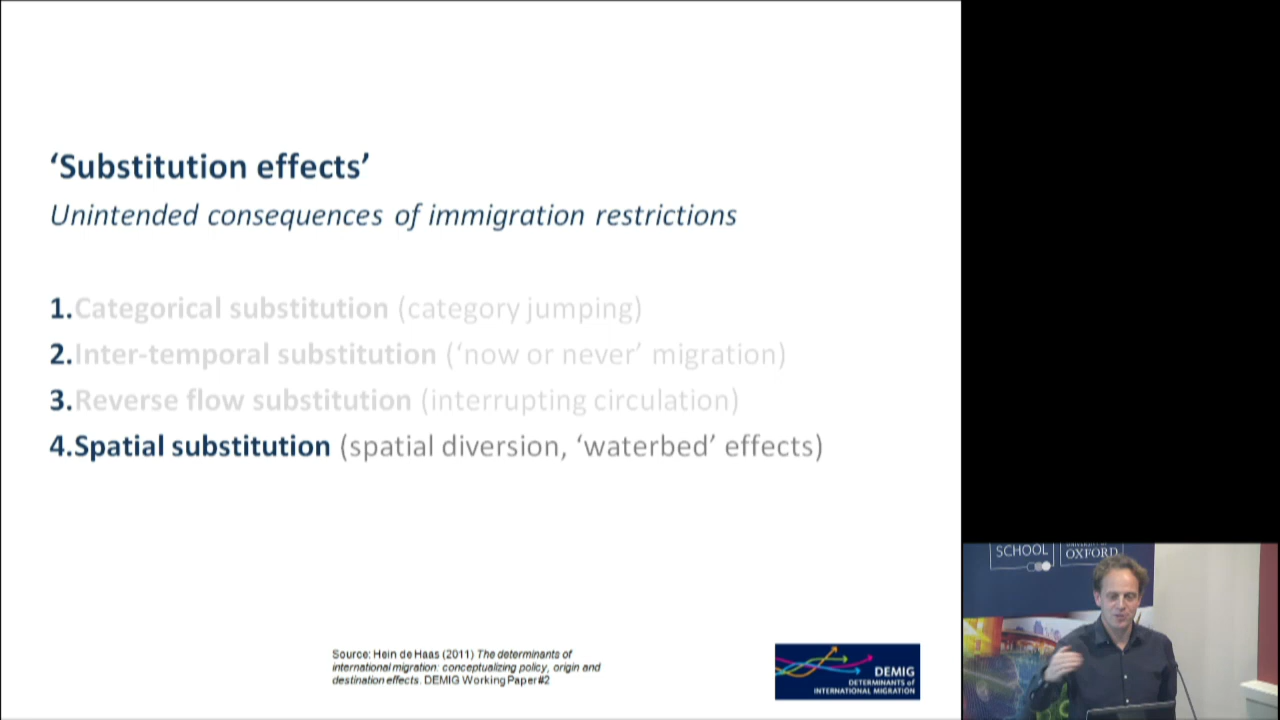 ‘Substitution effects’
Unintended consequences of immigration restrictions
1.Categorical substitution (category jumping)
2.Inter-temporal substitution (‘now or never’ migration)
3.Reverse flow substitution (interrupting circulation)
4.Spatial substitution (spatial diversion, ‘waterbed’ effects)
Source: Hein de Haas (2011) The determinants of
international migration: conceptualizing policy, origin and
destination effects. DEMIG Working Paper#2
DEMIG
DETERMINANTS of
INTERNATIONAL MIGRATION
SCHOOL
OXFORD